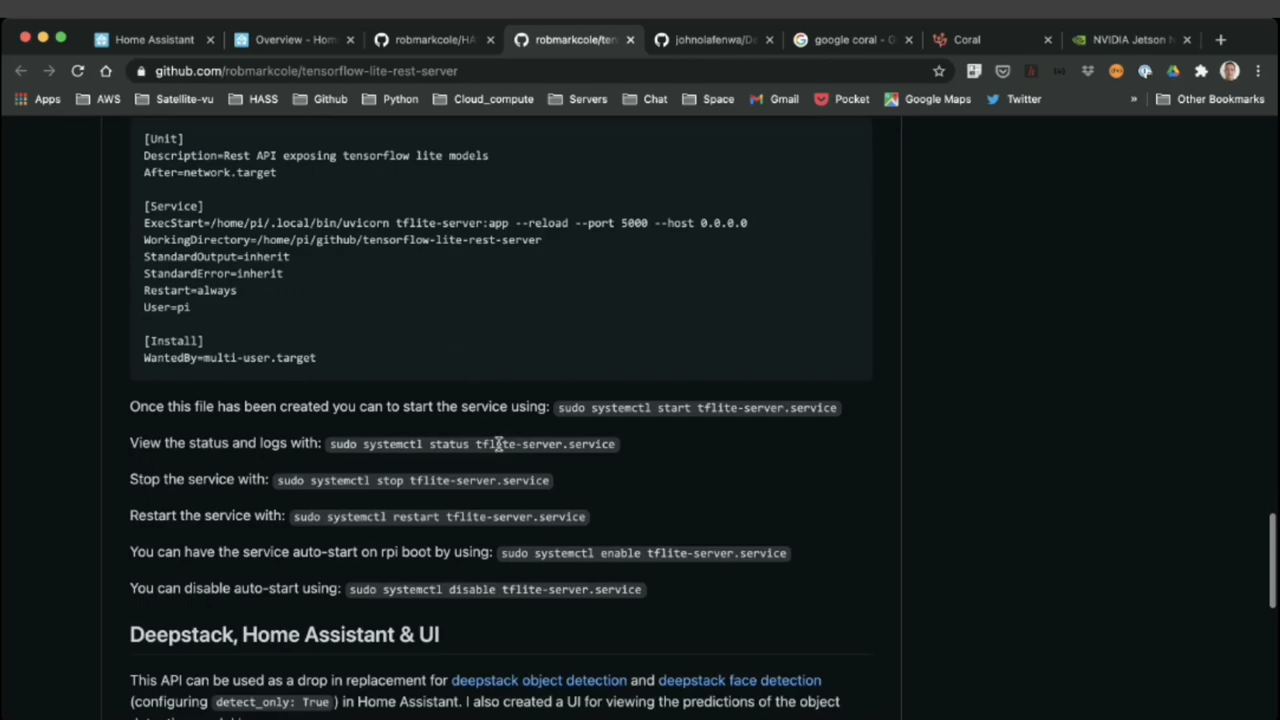 Home Assistant
Overview - Hom
robmarkcole/HA
robmarkcole/ten
johnolafenwa/De
google coral - G
Coral
NVIDIA Jetson N
github.com/robmarkcole/tensorflow-lite-rest-server
Apps AWS Satellite-vu HASS Github Python Cloud_compute Servers Chat Space Gmail Pocket Google Maps Twitter » Other Bookmarks
[Unit]
Description=Rest API exposing tensorflow lite models
After=network.target
[Service]
ExecStart=/home/pi/.local/bin/uvicorn tflite-server:app --reload --port 5000 --host 0.0.0.0
WorkingDirectory=/home/pi/github/tensorflow-lite-rest-server
StandardOutput=inherit
StandardError=inherit
Restart=always
User=pi
[Install]
WantedBy=multi-user.target
Once this file has been created you can to start the service using: sudo systemctl start tflite-server.service
View the status and logs with: sudo systemctl status tflite-server.service
Stop the service with: sudo systemctl stop tflite-server.service
Restart the service with: sudo systemctl restart tflite-server.service
You can have the service auto-start on rpi boot by using: sudo systemctl enable tflite-server.service
You can disable auto-start using: sudo systemctl disable tflite-server.service
Deepstack, Home Assistant & UI
This API can be used as a drop in replacement for deepstack object detection and deepstack face detection
(configuring detect_only: True ) in Home Assistant. I also created a UI for viewing the predictions of the object